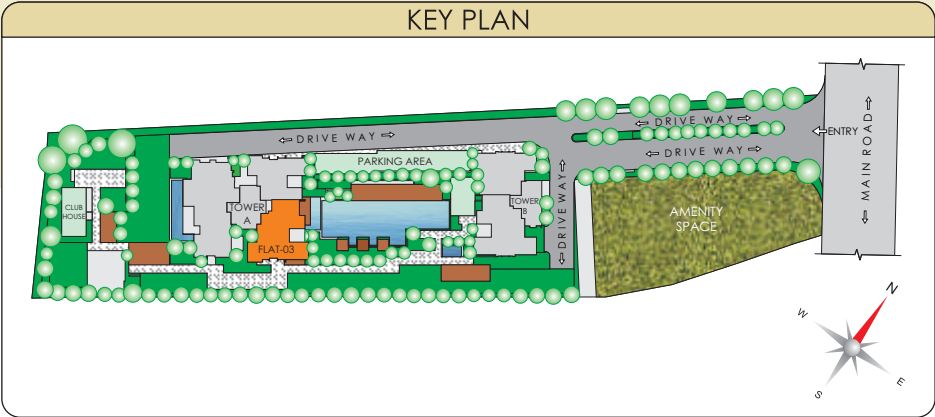 KEY PLAN
DRIVE WAY
DRIVE WAY
ENTRY
DRIVE WAY
MAIN ROAD
PARKING AREA
DRIVE WAY
CLUB
HOUSE
TOWER
A
TOWER
B
FLAT-03
AMENITY
SPACE
N
W
E
S